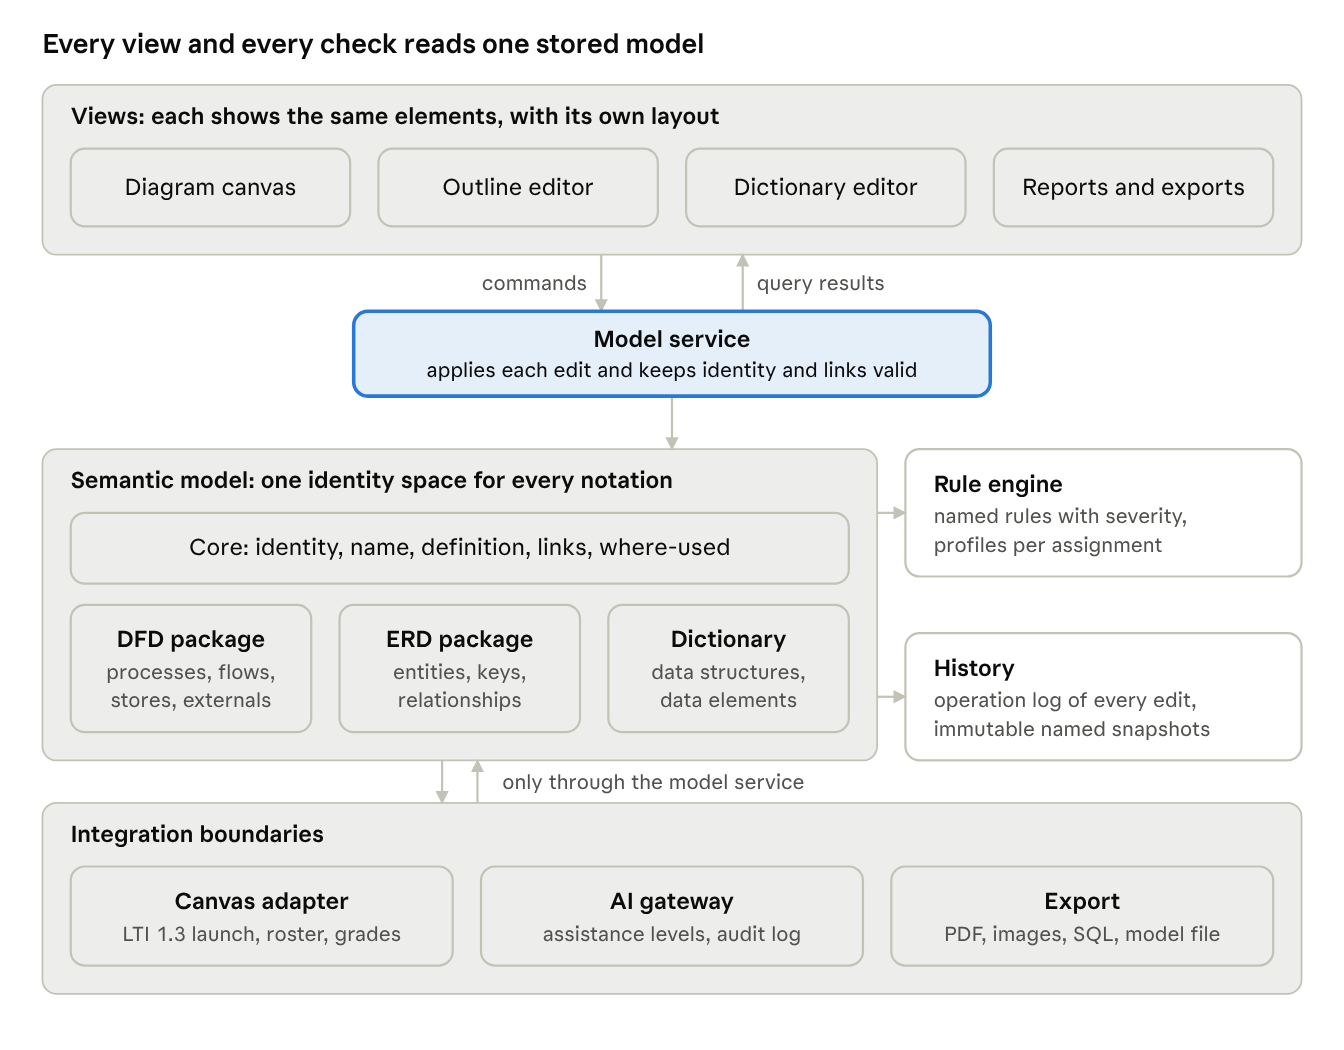 Every view and every check reads one stored model
Views: each shows the same elements, with its own layout
Diagram canvas
Outline editor
Dictionary editor
Reports and exports
commands
query results
Model service
applies each edit and keeps identity and links valid
Semantic model: one identity space for every notation
Core: identity, name, definition, links, where-used
DFD package
processes, flows,
stores, externals
ERD package
entities, keys,
relationships
Dictionary
data structures,
data elements
Rule engine
named rules with severity,
profiles per assignment
History
operation log of every edit,
immutable named snapshots
only through the model service
Integration boundaries
Canvas adapter
LTI 1.3 launch, roster, grades
AI gateway
assistance levels, audit log
Export
PDF, images, SQL, model file